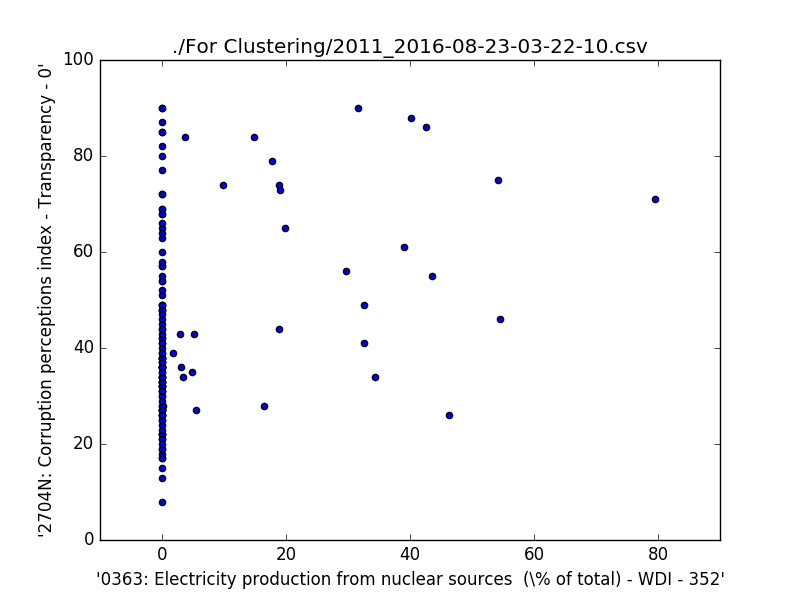 ./For Clustering/2011_2016-08-23-03-22-10.csv
100
80
60
40
20
0
'2704N: Corruption perceptions index - Transparency - 0'
0 20 40 60 80
'0363: Electricity production from nuclear sources  (\% of total) - WDI - 352'